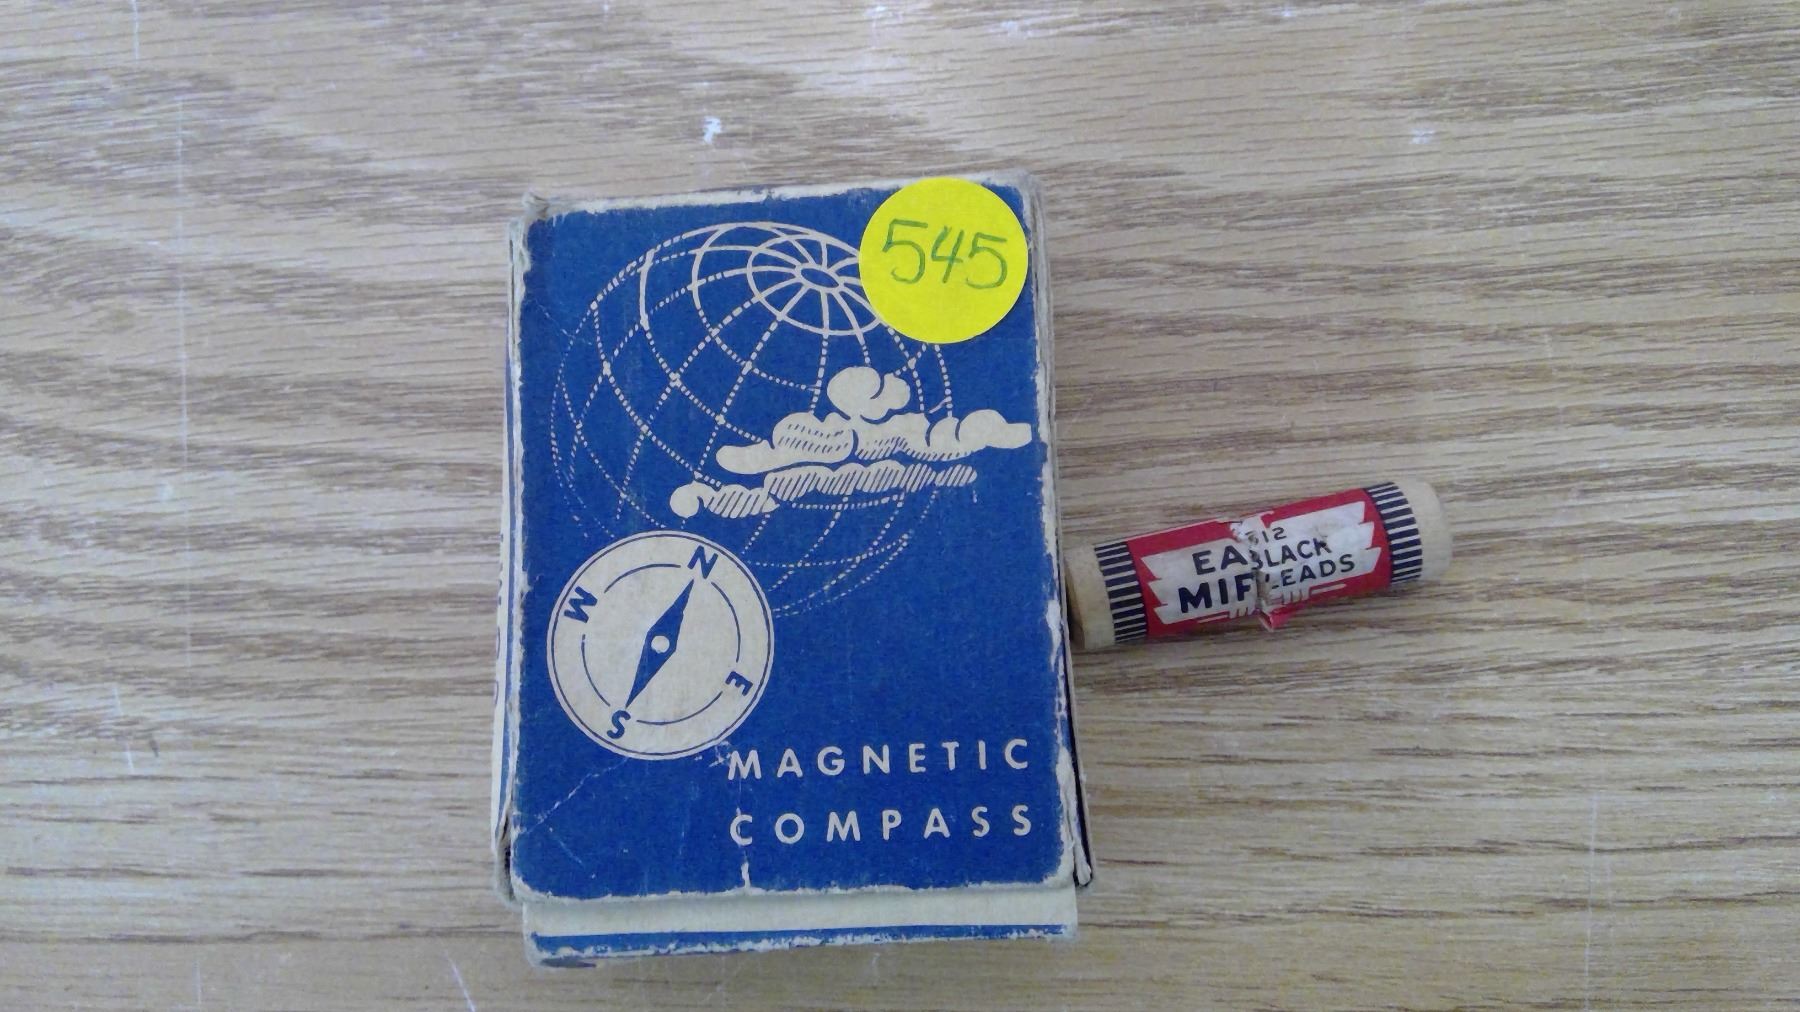 545
N
W
E
S
MAGNETIC
COMPASS
EA
MIF
BLACK
LEADS